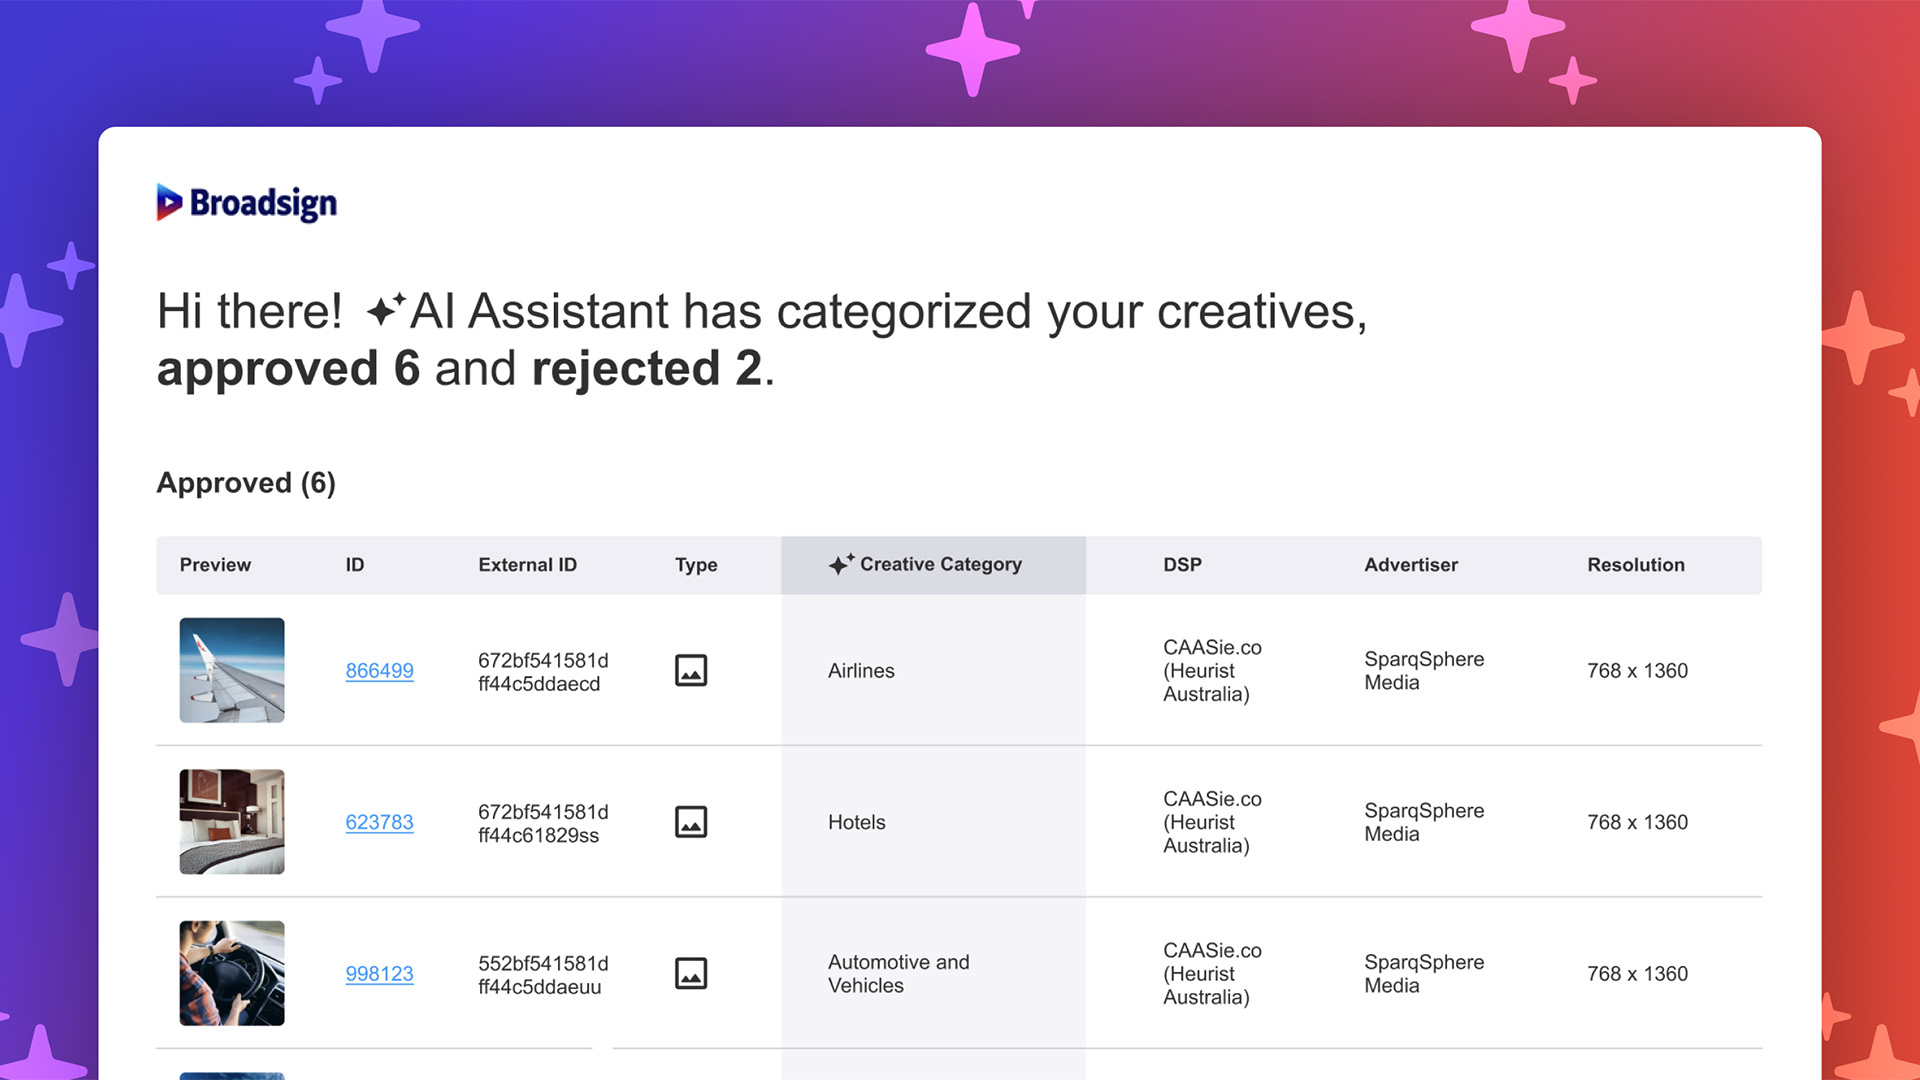 Broadsign
Hi there! AI Assistant has categorized your creatives,
approved 6 and rejected 2.
Approved (6)
Preview ID External ID Type Creative Category DSP Advertiser Resolution
866499
672bf541581d
ff44c5ddaecd
Airlines
CAASie.co
(Heurist
Australia)
SparqSphere
Media
768 x 1360
623783
672bf541581d
ff44c61829ss
Hotels
CAASie.co
(Heurist
Australia)
SparqSphere
Media
768 x 1360
998123
552bf541581d
ff44c5ddaeuu
Automotive and
Vehicles
CAASie.co
(Heurist
Australia)
SparqSphere
Media
768 x 1360